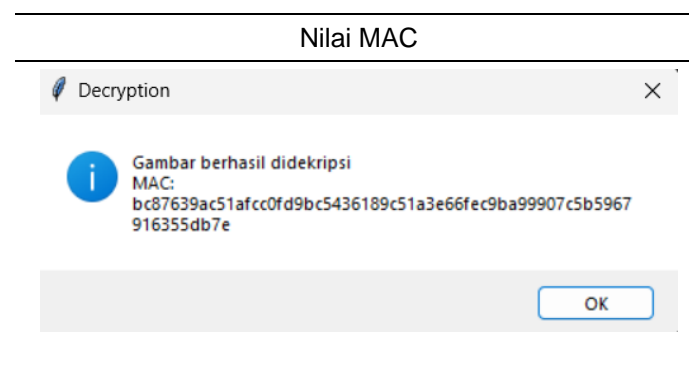 Nilai MAC
Decryption
Gambar berhasil didekripsi
MAC:
bc87639ac51afcc0fd9bc5436189c51a3e66fec9ba99907c5b5967
916355db7e
OK